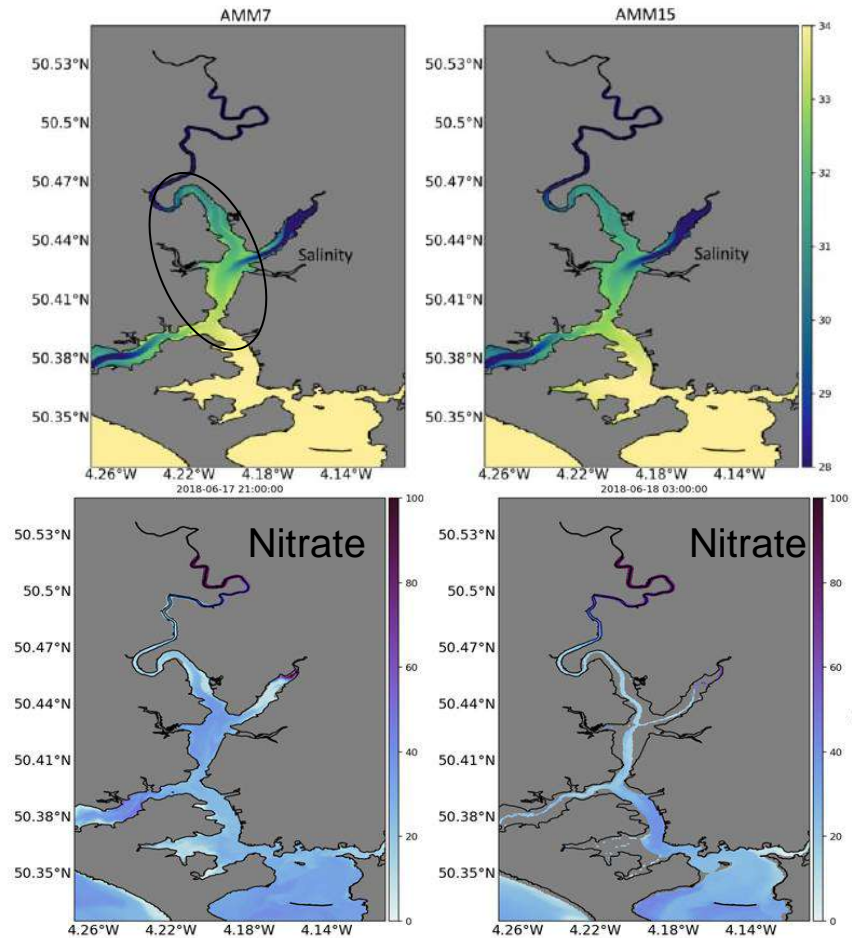 AMM7
AMM15
50.53°N
50.5°N
50.47°N
50.44°N
50.41°N
50.38°N
50.35°N
4.26°W
4.22°W
4.18°W
4.14°W
Salinity
50.53°N
50.5°N
50.47°N
50.44°N
50.41°N
50.38°N
50.35°N
4.26°W
4.22°W
4.18°W
4.14°W
Salinity
34
33
32
31
30
29
28
2018-06-17 21:00:00
Nitrate
50.53°N
50.5°N
50.47°N
50.44°N
50.41°N
50.38°N
50.35°N
4.26°W
4.22°W
4.18°W
4.14°W
100
80
60
40
20
0
2018-06-18 03:00:00
Nitrate
50.53°N
50.5°N
50.47°N
50.44°N
50.41°N
50.38°N
50.35°N
4.26°W
4.22°W
4.18°W
4.14°W
100
80
60
40
20
0